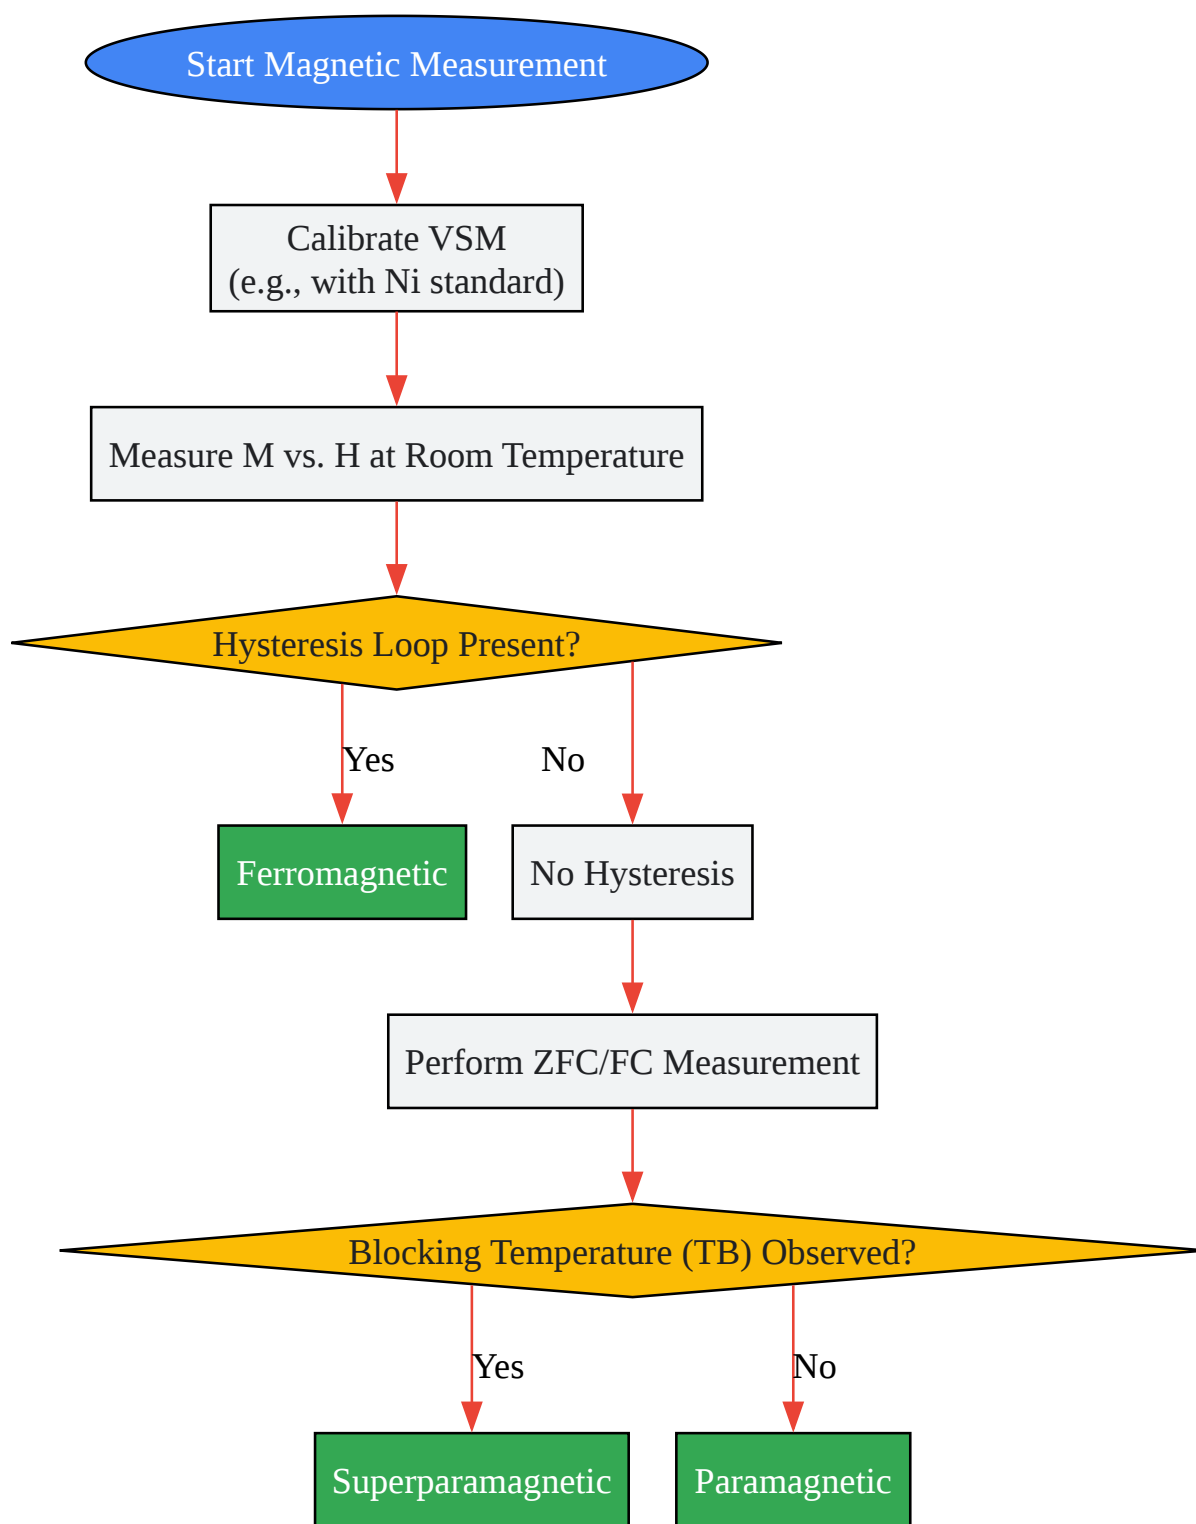 Start Magnetic Measurement
Calibrate VSM
(e.g., with Ni standard)
Measure M vs. H at Room Temperature
Hysteresis Loop Present?
Yes
No
Ferromagnetic
No Hysteresis
Perform ZFC/FC Measurement
Blocking Temperature (TB) Observed?
Yes
No
Superparamagnetic
Paramagnetic